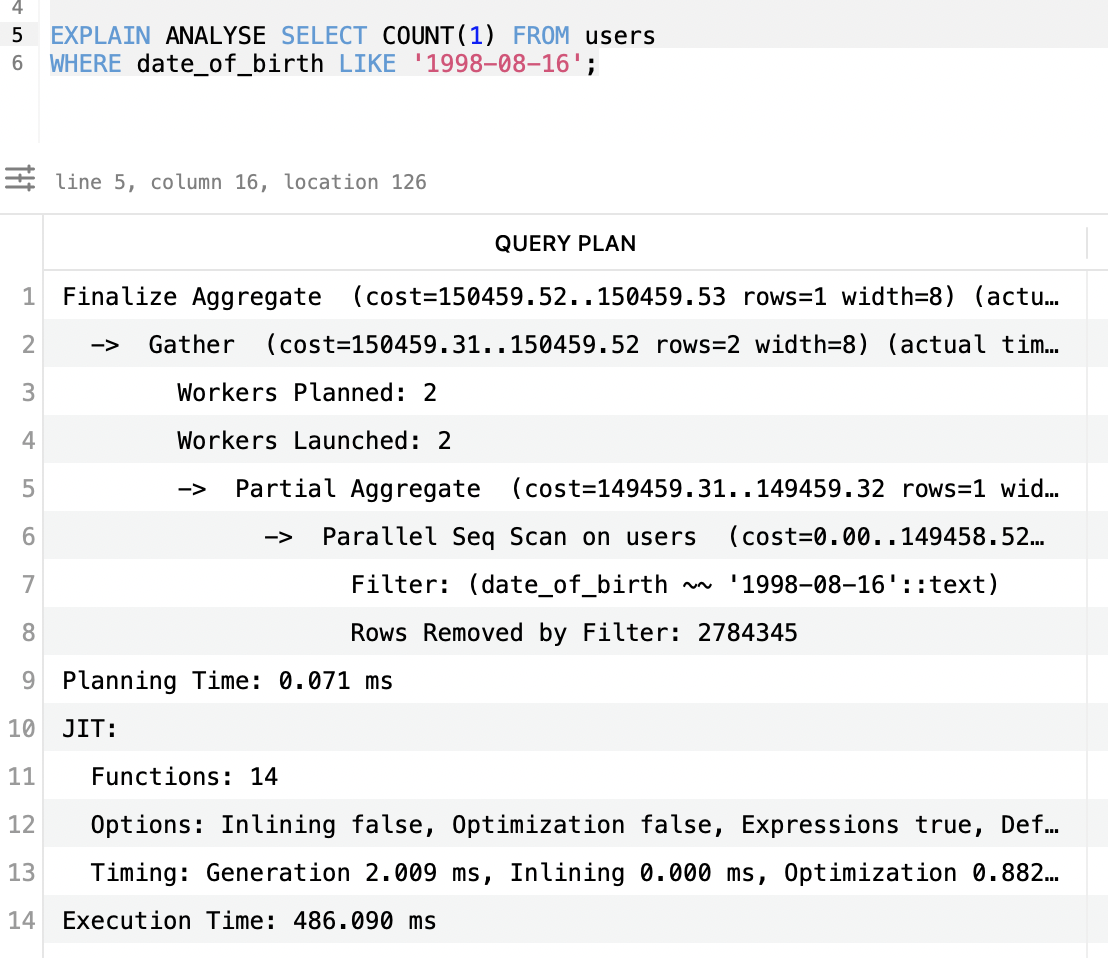 4
5 EXPLAIN ANALYSE SELECT COUNT(1) FROM users
6 WHERE date_of_birth LIKE '1998-08-16';
line 5, column 16, location 126
QUERY PLAN
1 Finalize Aggregate (cost=150459.52..150459.53 rows=1 width=8) (actu…
2 -> Gather (cost=150459.31..150459.52 rows=2 width=8) (actual tim…
3 Workers Planned: 2
4 Workers Launched: 2
5 -> Partial Aggregate (cost=149459.31..149459.32 rows=1 wid…
6 -> Parallel Seq Scan on users (cost=0.00..149458.52…
7 Filter: (date_of_birth ~~ '1998-08-16'::text)
8 Rows Removed by Filter: 2784345
9 Planning Time: 0.071 ms
10 JIT:
11 Functions: 14
12 Options: Inlining false, Optimization false, Expressions true, Def…
13 Timing: Generation 2.009 ms, Inlining 0.000 ms, Optimization 0.882…
14 Execution Time: 486.090 ms